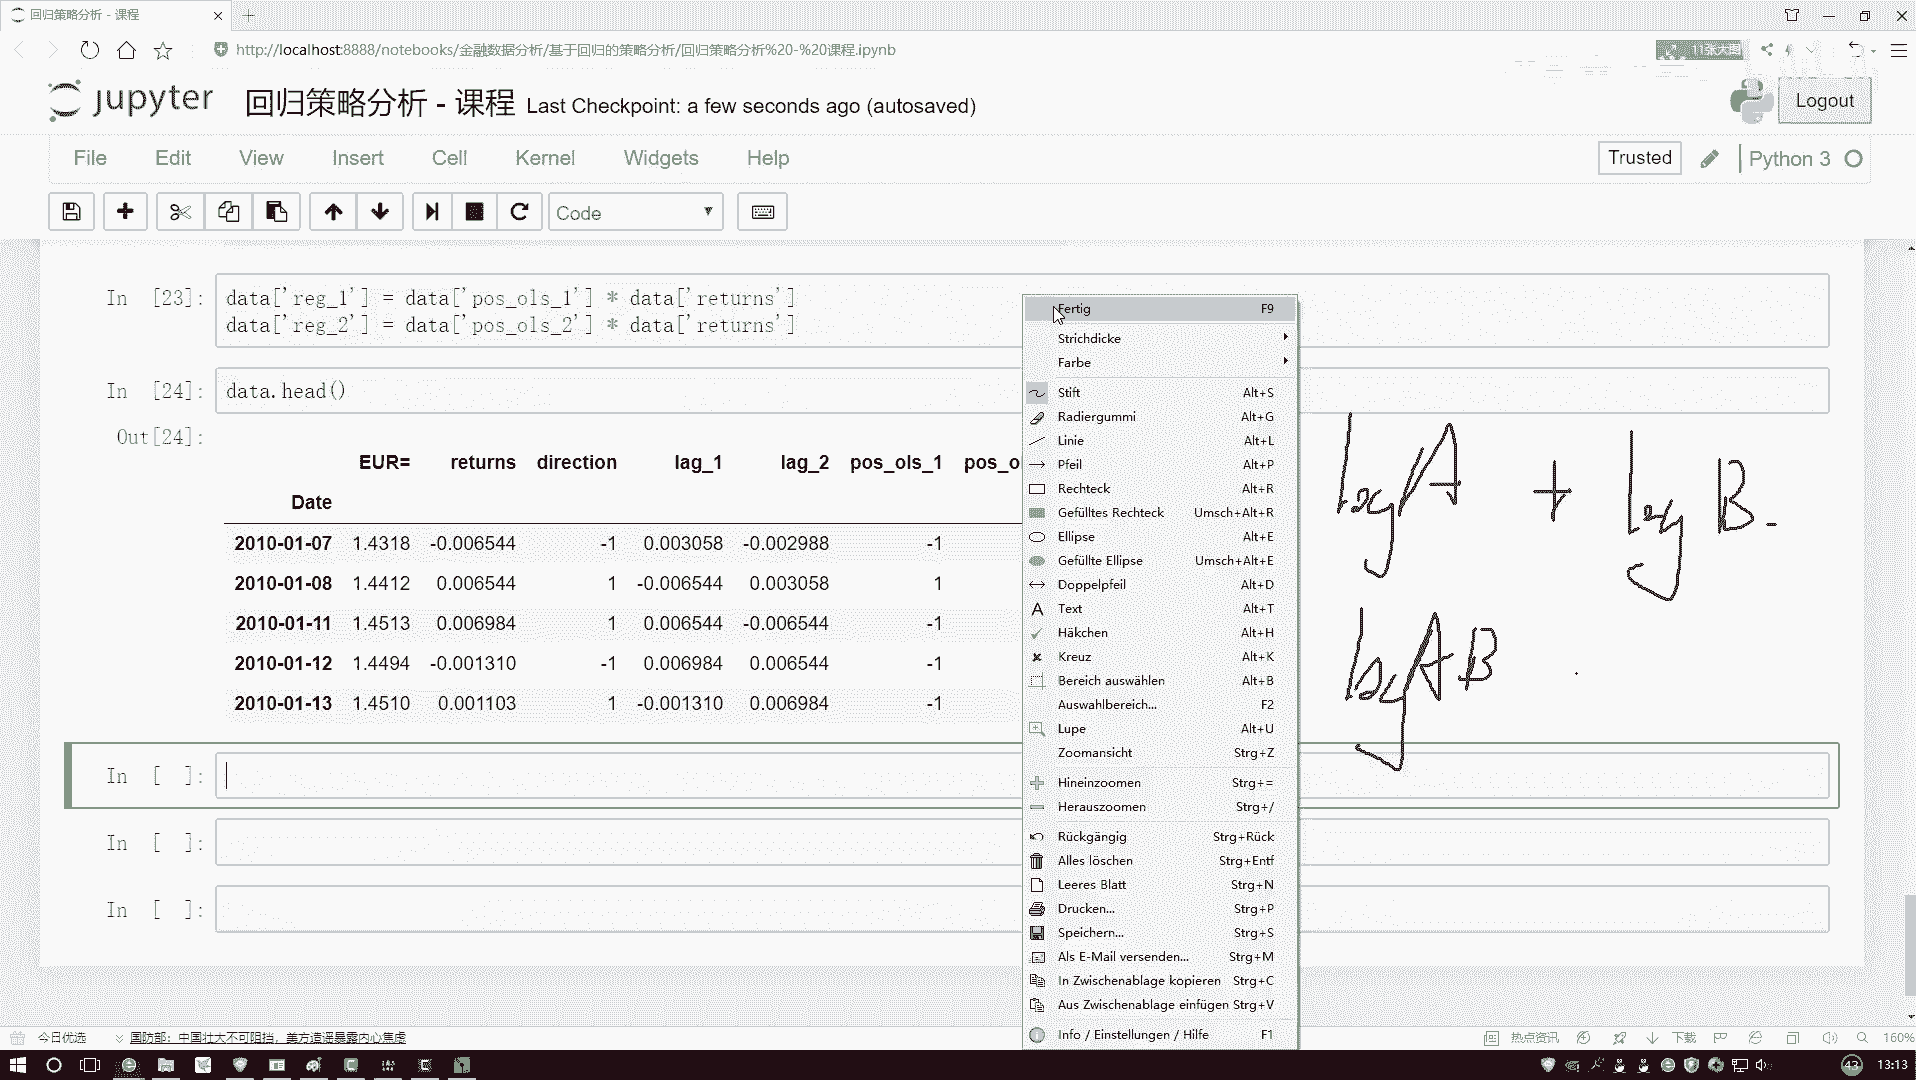 回归策略分析 - 课程
http://localhost:8888/notebooks/金融数据分析/基于回归的策略分析/回归策略分析%20-%20课程.ipynb
11张大图
jupyter 回归策略分析 - 课程 Last Checkpoint: a few seconds ago (autosaved)
Logout
File Edit View Insert Cell Kernel Widgets Help
Trusted
Python 3
Code
In [23]: data['reg_1'] = data['pos_ols_1'] * data['returns']
data['reg_2'] = data['pos_ols_2'] * data['returns']
In [24]: data.head()
Out[24]:
EUR= returns direction lag_1 lag_2 pos_ols_1 pos_o
Date
2010-01-07 1.4318 -0.006544 -1 0.003058 -0.002988 -1
2010-01-08 1.4412 0.006544 1 -0.006544 0.003058 1
2010-01-11 1.4513 0.006984 1 0.006544 -0.006544 -1
2010-01-12 1.4494 -0.001310 -1 0.006984 0.006544 -1
2010-01-13 1.4510 0.001103 1 -0.001310 0.006984 -1
In [ ]:
In [ ]:
In [ ]:
Fertig F9
Strichdicke
Farbe
Stift Alt+S
Radiergummi Alt+G
Linie Alt+L
Pfeil Alt+P
Rechteck Alt+R
Gefülltes Rechteck Umsch+Alt+R
Ellipse Alt+E
Gefüllte Ellipse Umsch+Alt+E
Doppelpfeil Alt+D
Text Alt+T
Häkchen Alt+H
Kreuz Alt+K
Bereich auswählen Alt+B
Auswahlbereich... F2
Lupe Alt+U
Zoomansicht Strg+Z
Hineinzoomen Strg+=
Herauszoomen Strg+/
Rückgängig Strg+Rück
Alles löschen Strg+Entf
Leeres Blatt Strg+N
Drucken... Strg+P
Speichern... Strg+S
Als E-Mail versenden... Strg+M
In Zwischenablage kopieren Strg+C
Aus Zwischenablage einfügen Strg+V
Info / Einstellungen / Hilfe F1
log A + log B
log AB
今日优选
国防部：中国壮大不可阻挡，美方造谣暴露内心焦虑
热点资讯
下载
160%
43
13:13